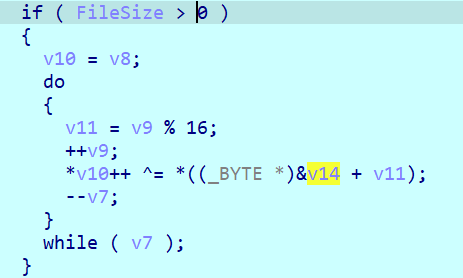 if ( FileSize > 0 )
{
v10 = v8;
do
{
v11 = v9 % 16;
++v9;
*v10++ ^= *((_BYTE *)&v14 + v11);
--v7;
}
while ( v7 );
}